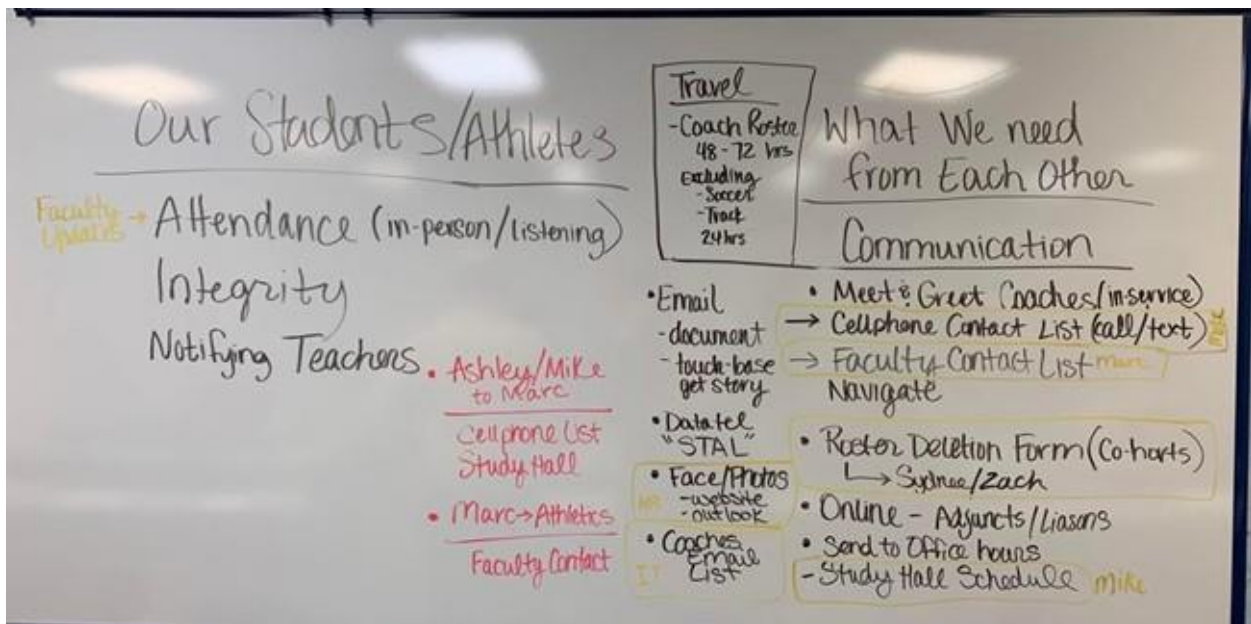 Our Students/Athletes
Faculty
Updates →
Attendance (in-person/listening)
Integrity
Notifying Teachers
• Ashley/Mike
to Marc
Cellphone List
Study Hall
• Marc → Athletics
Faculty Contact
Travel
- Coach Roster
48-72 hrs
Excluding
- Soccer
- Track
24 hrs
• Email
- document
- touch-base
get story
• Datatel
"STAL"
• Face/Photos
- website
- outlook
• Coaches
Email
List
IT
What We need
from Each Other
Communication
• Meet & Greet Coaches/(in-service)
→ Cellphone Contact List (call/text) Mike
→ Faculty Contact List marc
Navigate
• Roster Deletion Form (Co-horts)
↳ Sydnee/Zach
• Online - Adjuncts/Liasons
• Send to Office hours
- Study Hall Schedule Mike